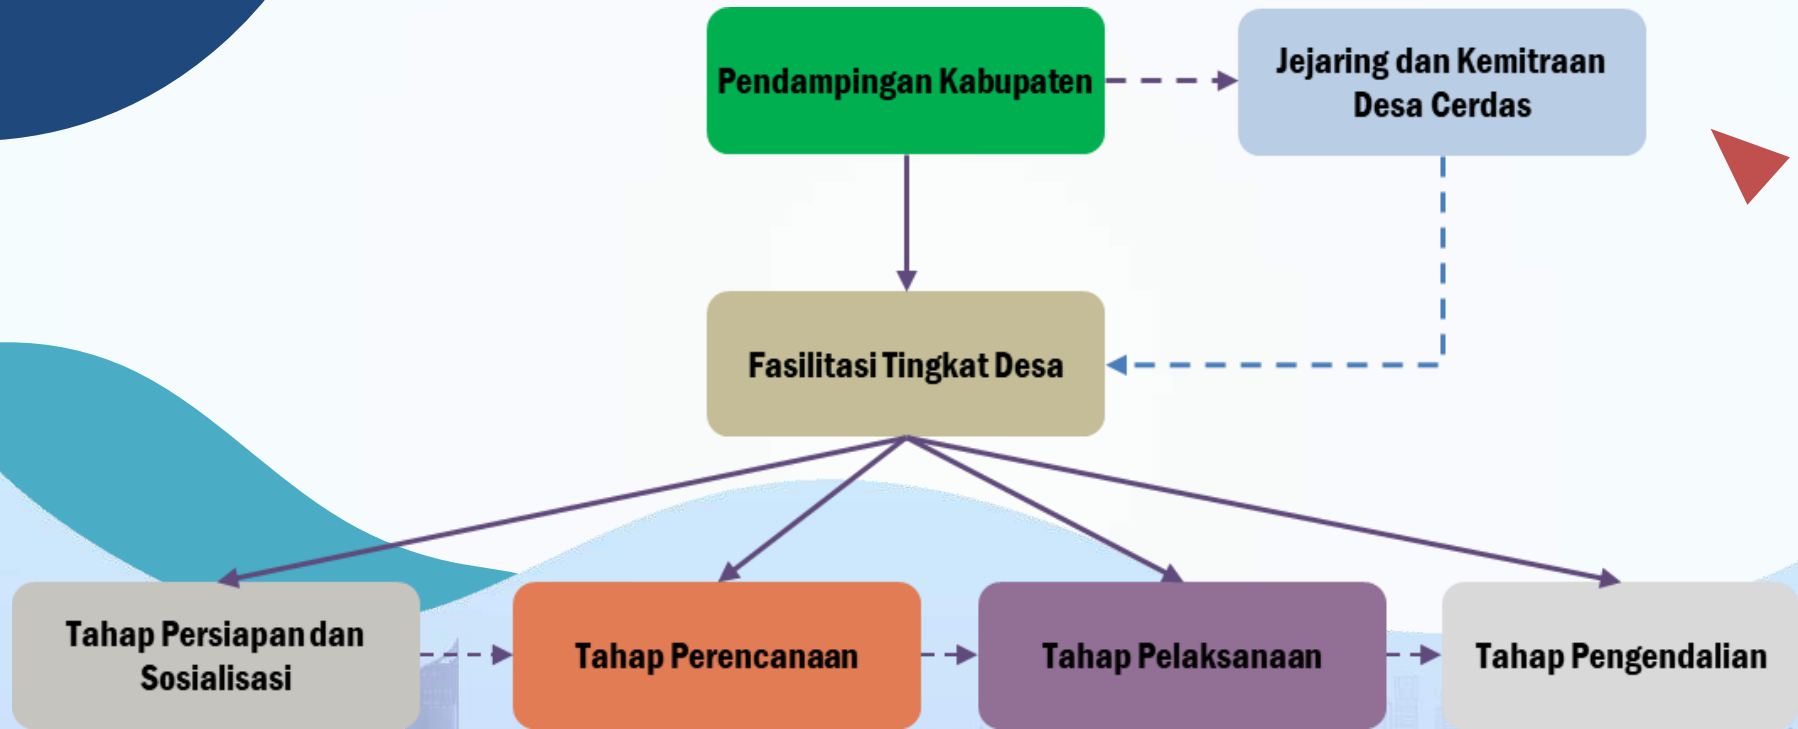 Pendampingan Kabupaten
Jejaring dan Kemitraan
Desa Cerdas
Fasilitasi Tingkat Desa
Tahap Persiapan dan
Sosialisasi
Tahap Perencanaan
Tahap Pelaksanaan
Tahap Pengendalian